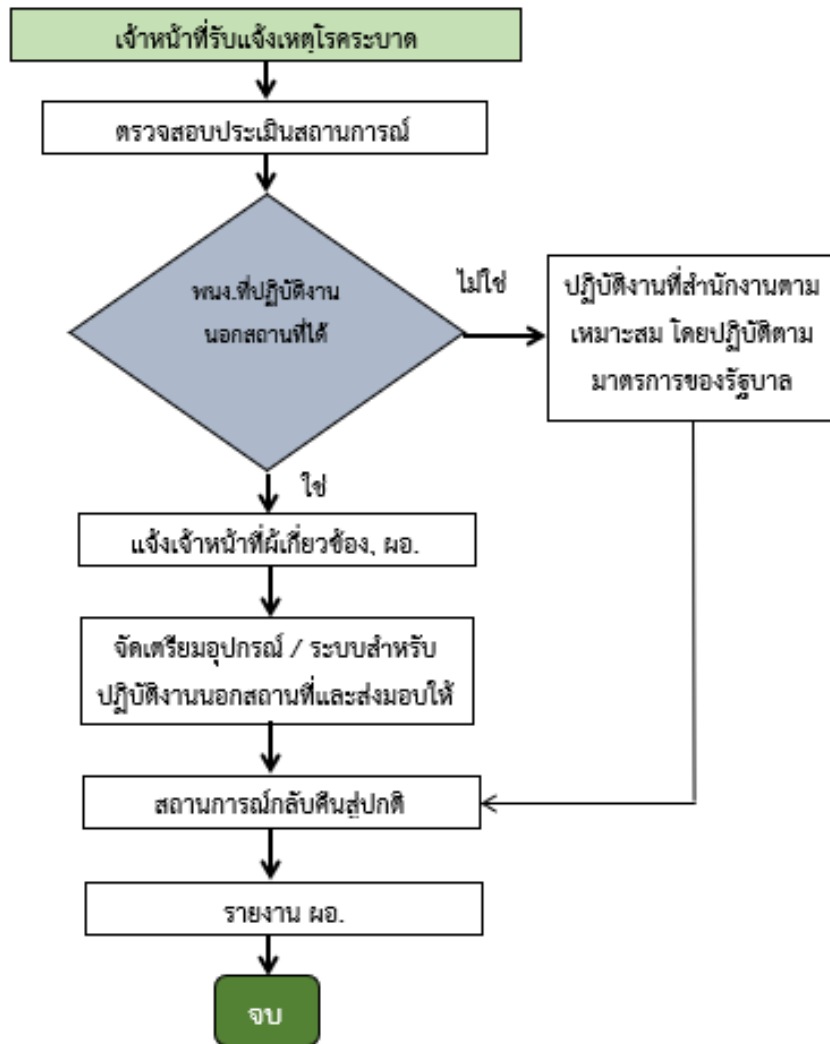 เจ้าหน้าที่รับแจ้งเหตุโรคระบาด
ตรวจสอบประเมินสถานการณ์
พนง.ที่ปฏิบัติงาน
นอกสถานที่ได้
ไม่ใช่
ปฏิบัติงานที่สำนักงานตาม
เหมาะสม โดยปฏิบัติตาม
มาตรการของรัฐบาล
ใช่
แจ้งเจ้าหน้าที่ผู้เกี่ยวข้อง, ผอ.
จัดเตรียมอุปกรณ์ / ระบบสำหรับ
ปฏิบัติงานนอกสถานที่และส่งมอบให้
สถานการณ์กลับคืนสู่ปกติ
รายงาน ผอ.
จบ